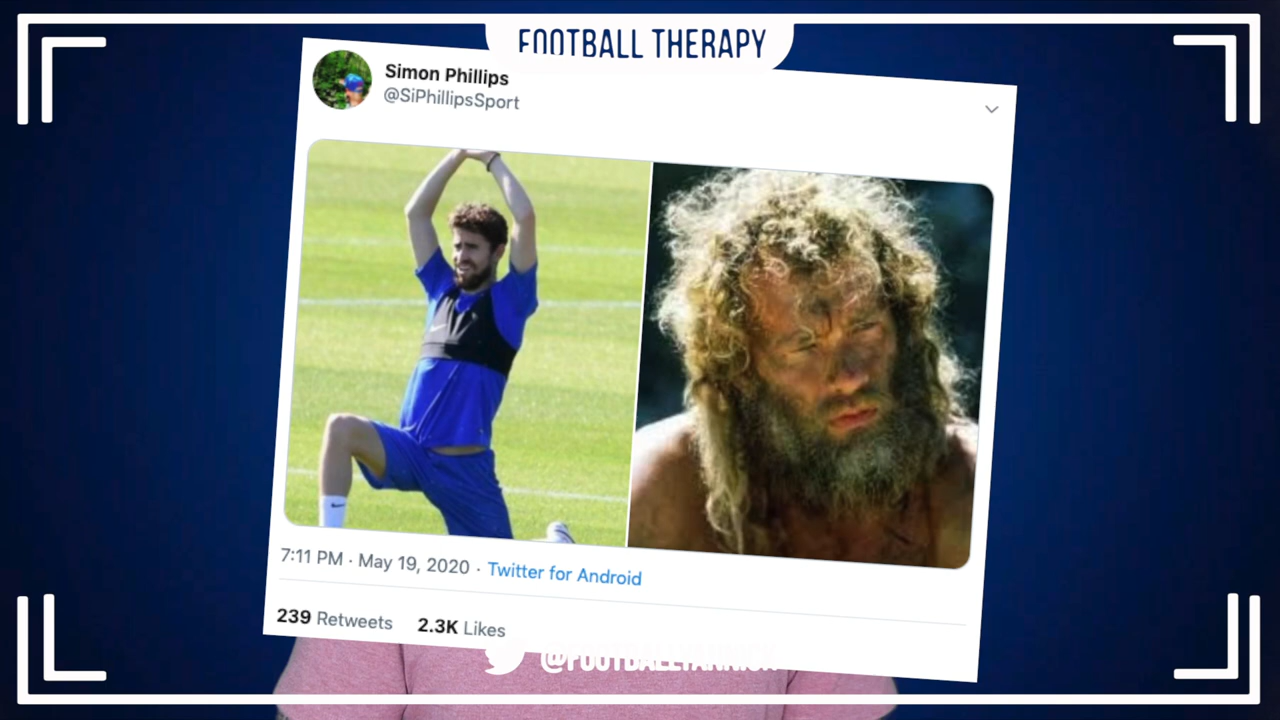 FOOTBALL THERAPY
Simon Phillips
@SiPhillipsSport
7:11 PM · May 19, 2020 · Twitter for Android
239 Retweets 2.3K Likes